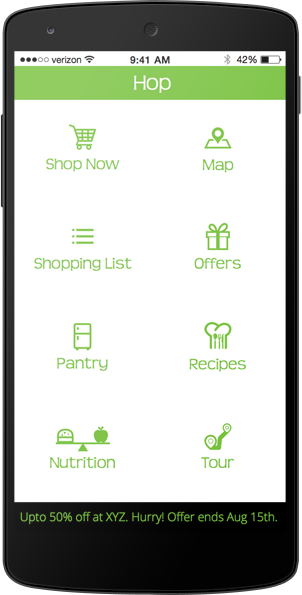 ●●●○○ verizon 9:41 AM 42%
Hop
Shop Now Map
Shopping List Offers
Pantry Recipes
Nutrition Tour
Upto 50% off at XYZ. Hurry! Offer ends Aug 15th.